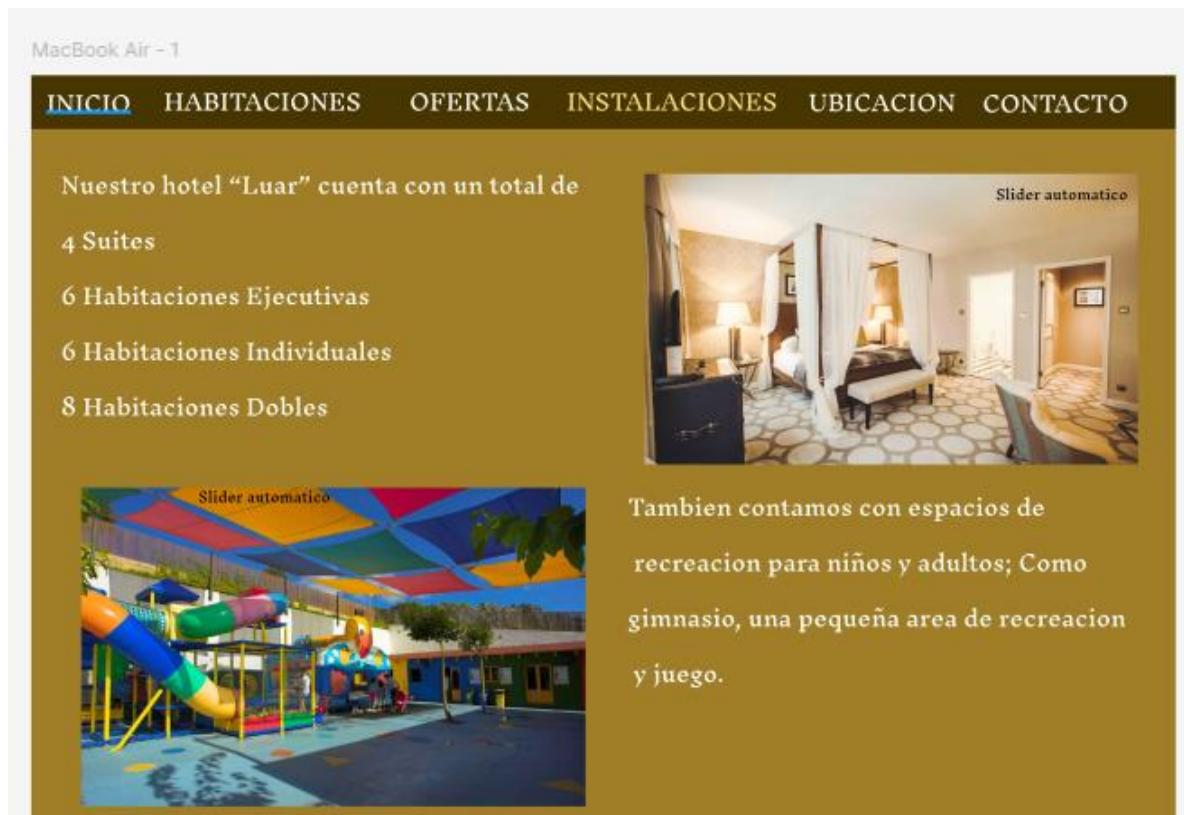 MacBook Air - 1
INICIO HABITACIONES OFERTAS INSTALACIONES UBICACION CONTACTO
Nuestro hotel “Luar” cuenta con un total de
4 Suites
6 Habitaciones Ejecutivas
6 Habitaciones Individuales
8 Habitaciones Dobles
Slider automatico
Slider automatico
Tambien contamos con espacios de
recreacion para niños y adultos; Como
gimnasio, una pequeña area de recreacion
y juego.